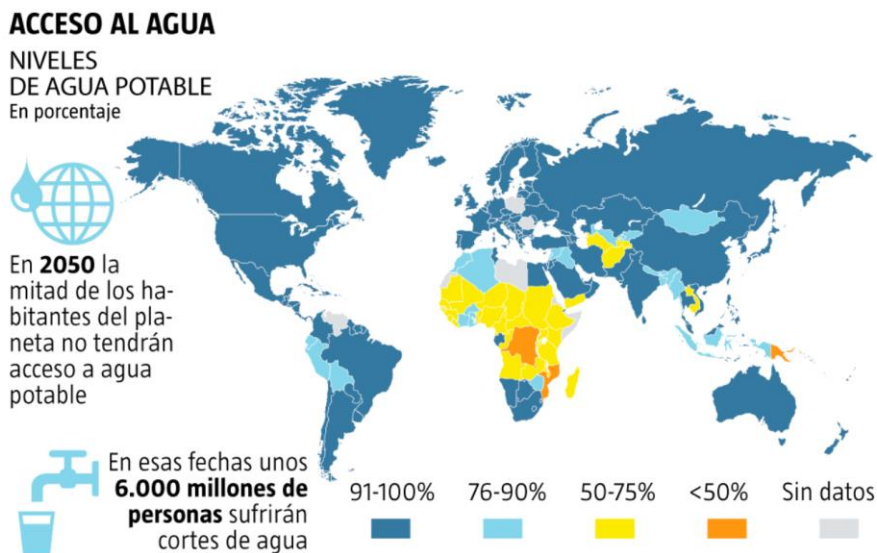 ACCESO AL AGUA
NIVELES
DE AGUA POTABLE
En porcentaje
En 2050 la
mitad de los ha-
bitantes del pla-
neta no tendrán
acceso a agua
potable
En esas fechas unos
6.000 millones de
personas sufrirán
cortes de agua
91-100%
76-90%
50-75%
<50%
Sin datos